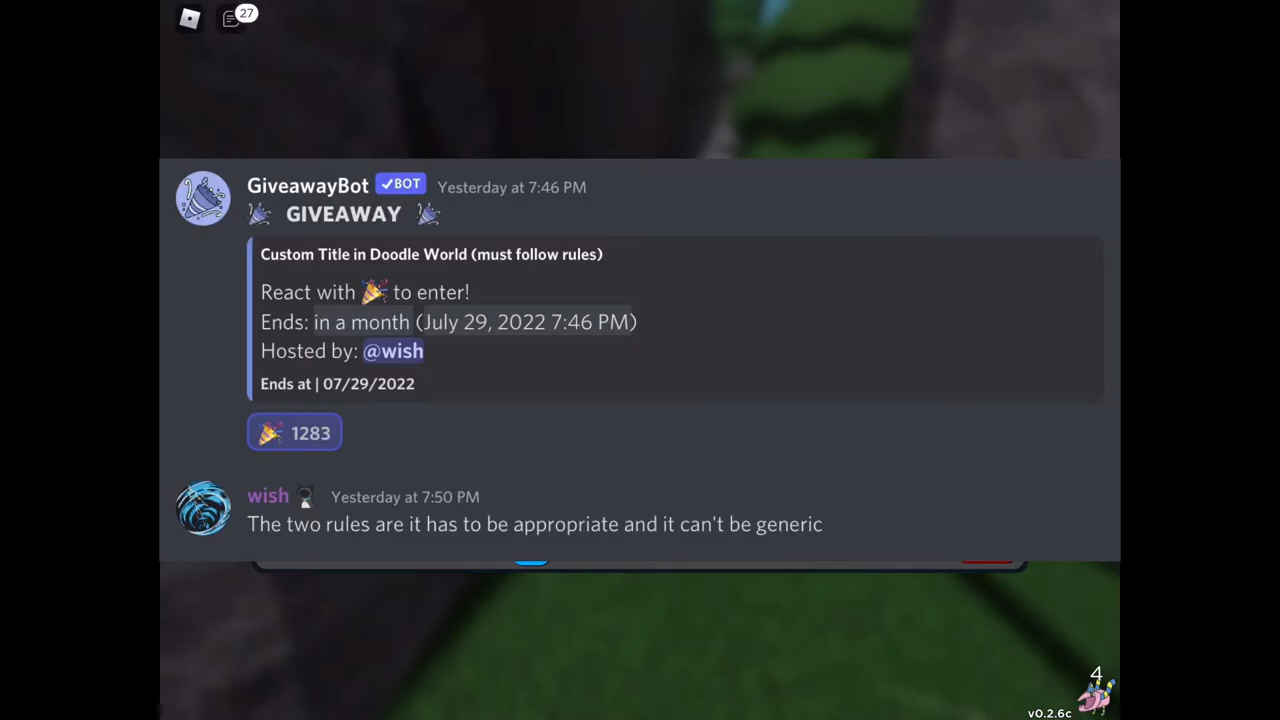 27
GiveawayBot ✓BOT Yesterday at 7:46 PM
🎉 GIVEAWAY 🎉
Custom Title in Doodle World (must follow rules)
React with 🎉 to enter!
Ends: in a month (July 29, 2022 7:46 PM)
Hosted by: @wish
Ends at | 07/29/2022
🎉 1283
wish Yesterday at 7:50 PM
The two rules are it has to be appropriate and it can't be generic
4
v0.2.6c